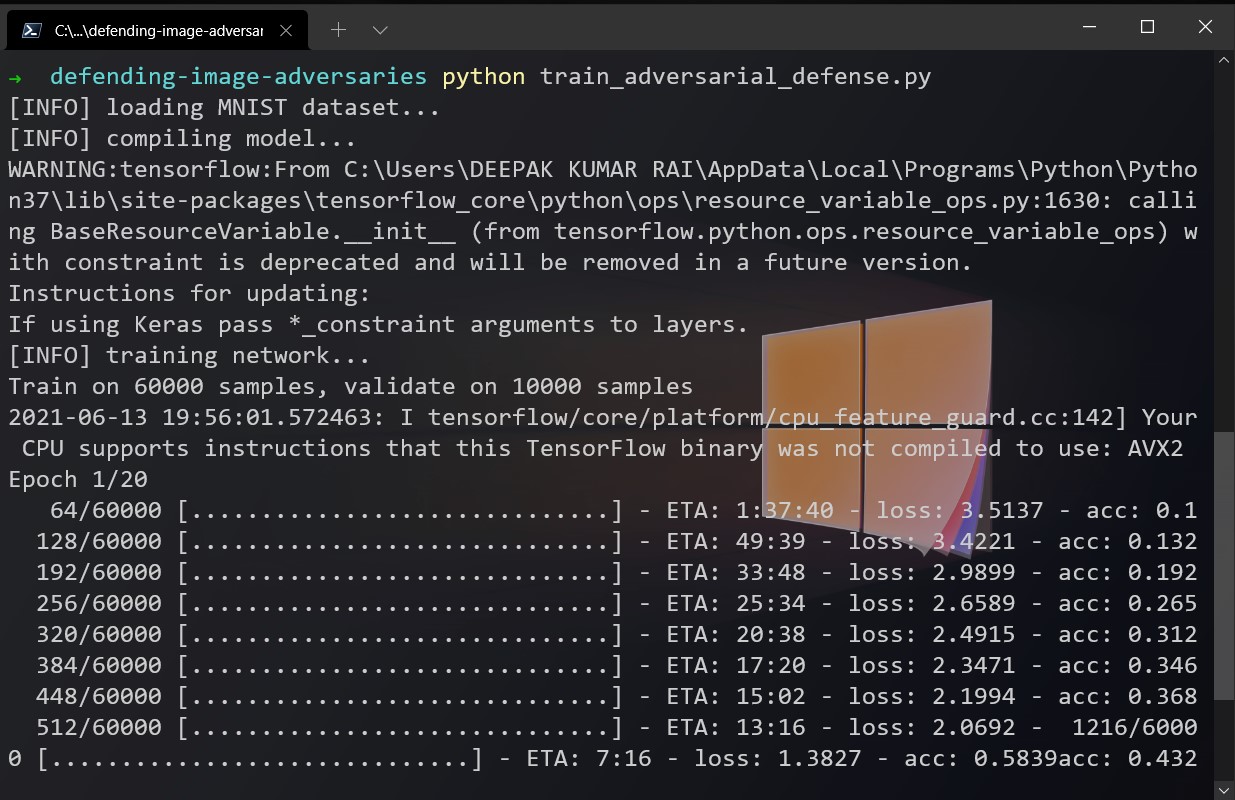 C:\...\defending-image-adversar
→ defending-image-adversaries python train_adversarial_defense.py
[INFO] loading MNIST dataset...
[INFO] compiling model...
WARNING:tensorflow:From C:\Users\DEEPAK KUMAR RAI\AppData\Local\Programs\Python\Pytho
n37\lib\site-packages\tensorflow_core\python\ops\resource_variable_ops.py:1630: calli
ng BaseResourceVariable.__init__ (from tensorflow.python.ops.resource_variable_ops) w
ith constraint is deprecated and will be removed in a future version.
Instructions for updating:
If using Keras pass *_constraint arguments to layers.
[INFO] training network...
Train on 60000 samples, validate on 10000 samples
2021-06-13 19:56:01.572463: I tensorflow/core/platform/cpu_feature_guard.cc:142] Your
 CPU supports instructions that this TensorFlow binary was not compiled to use: AVX2
Epoch 1/20
   64/60000 [..............................] - ETA: 1:37:40 - loss: 3.5137 - acc: 0.1
  128/60000 [..............................] - ETA: 49:39 - loss: 3.4221 - acc: 0.132
  192/60000 [..............................] - ETA: 33:48 - loss: 2.9899 - acc: 0.192
  256/60000 [..............................] - ETA: 25:34 - loss: 2.6589 - acc: 0.265
  320/60000 [..............................] - ETA: 20:38 - loss: 2.4915 - acc: 0.312
  384/60000 [..............................] - ETA: 17:20 - loss: 2.3471 - acc: 0.346
  448/60000 [..............................] - ETA: 15:02 - loss: 2.1994 - acc: 0.368
  512/60000 [..............................] - ETA: 13:16 - loss: 2.0692 -  1216/6000
0 [..............................] - ETA: 7:16 - loss: 1.3827 - acc: 0.5839acc: 0.432